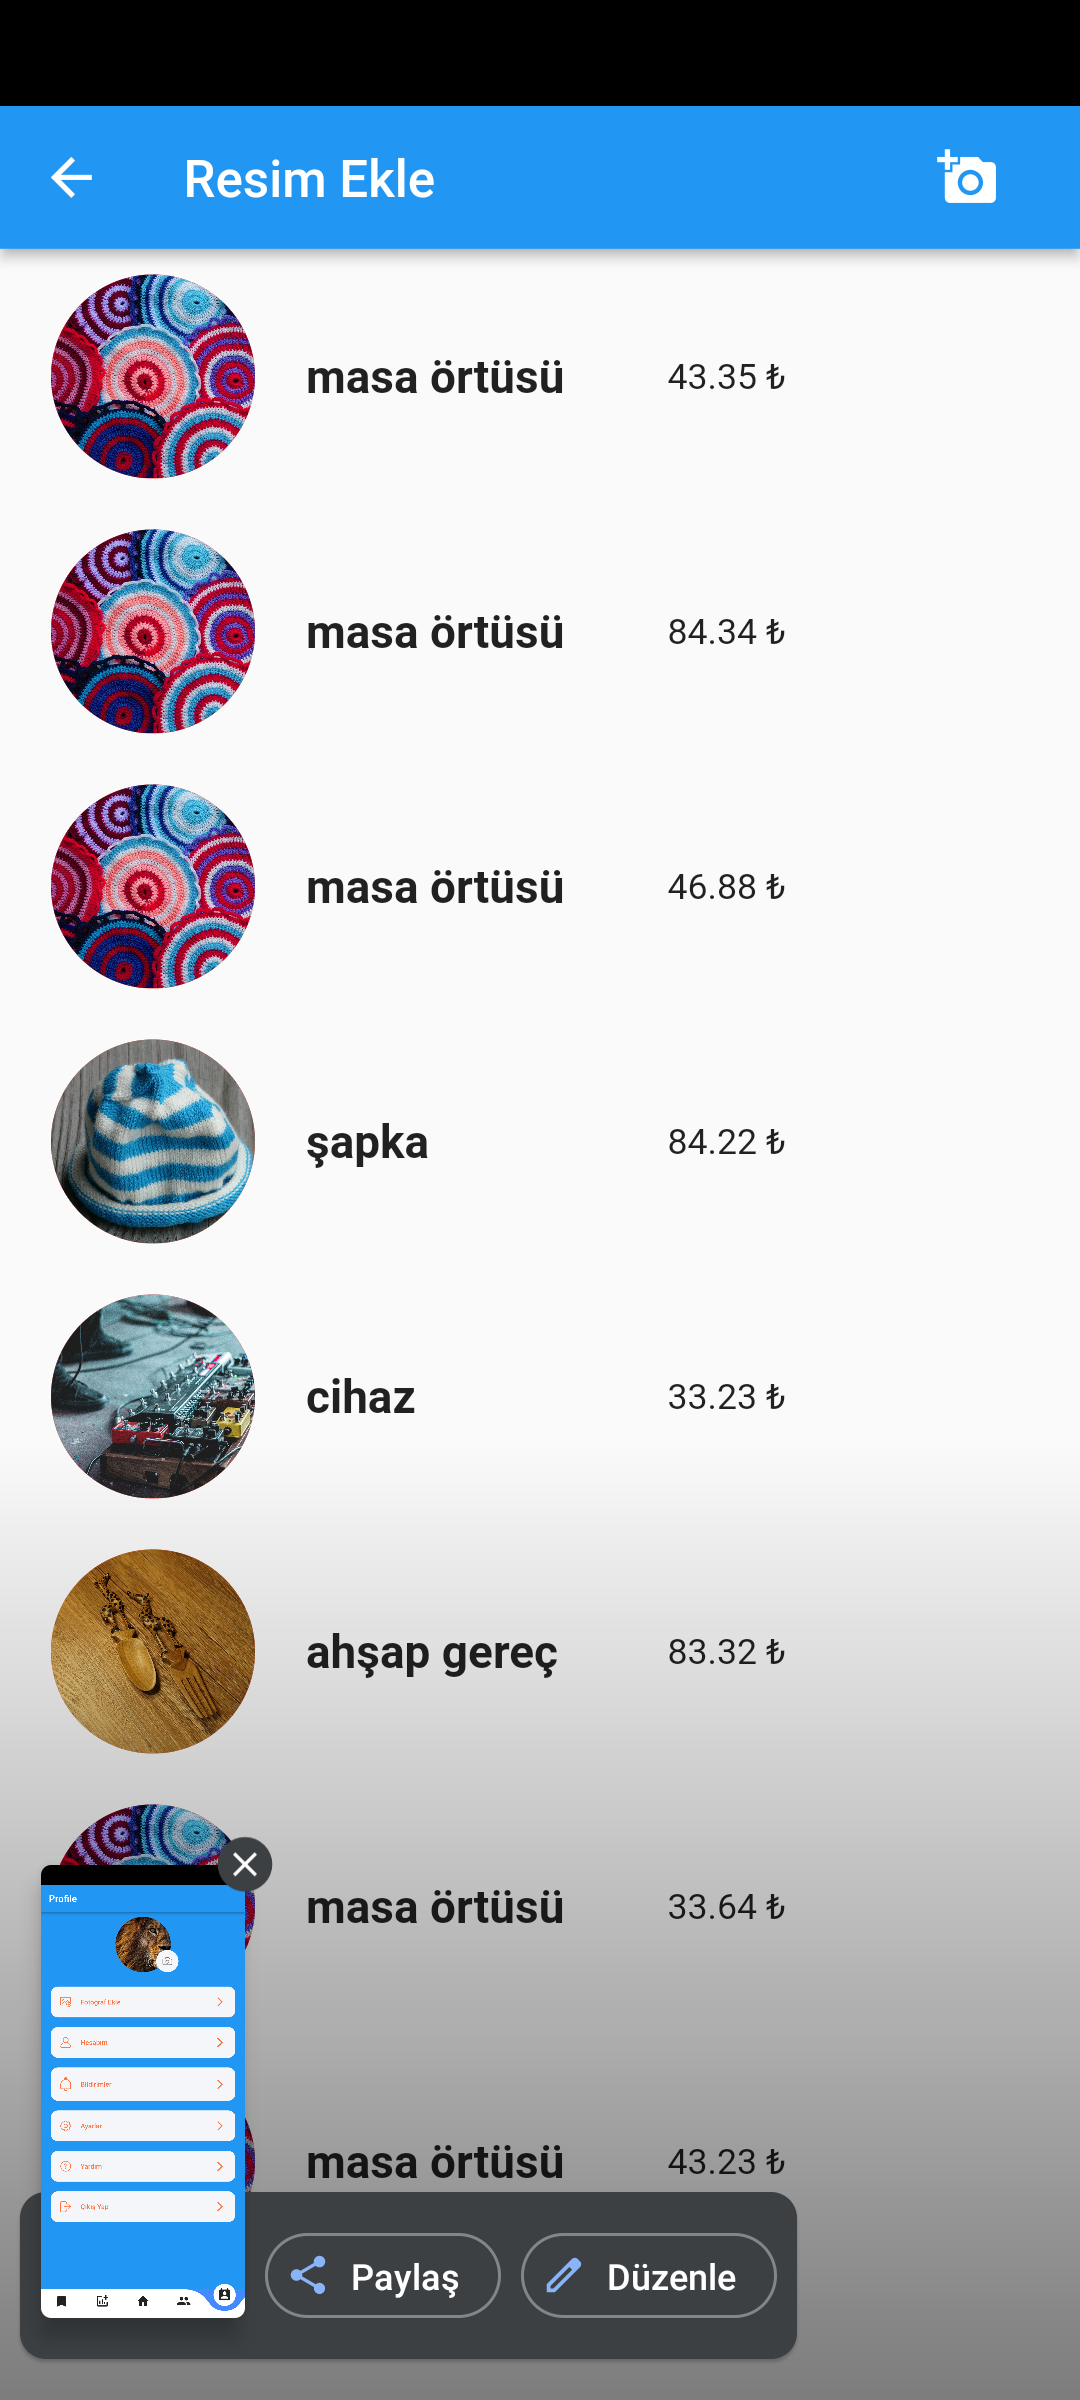 Resim Ekle
masa örtüsü 43.35 ₺
masa örtüsü 84.34 ₺
masa örtüsü 46.88 ₺
şapka 84.22 ₺
cihaz 33.23 ₺
ahşap gereç 83.32 ₺
masa örtüsü 33.64 ₺
masa örtüsü 43.23 ₺
Profile
Fotograf Ekle
Hesabım
Bildirimler
Ayarlar
Yardım
Çıkış Yap
Paylaş
Düzenle